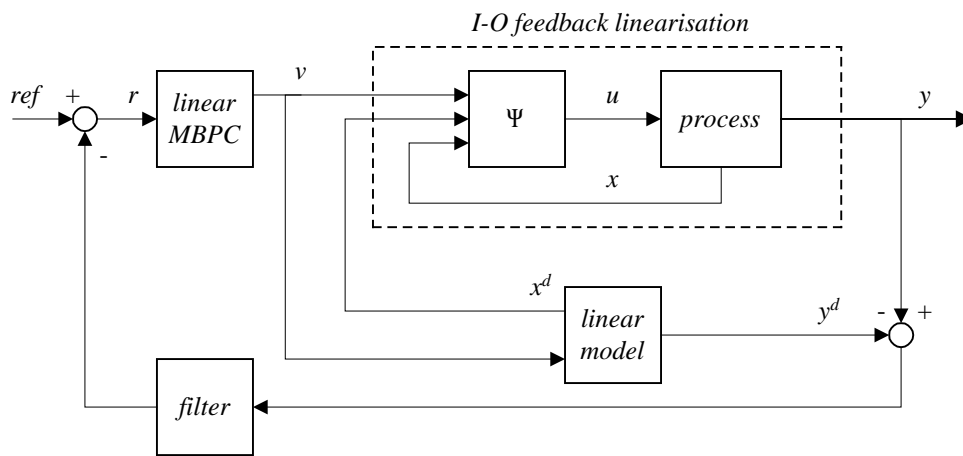 I-O feedback linearisation
ref
+
r
linear
MBPC
v
Ψ
u
process
y
-
x
x^d
linear
model
y^d
-
+
filter